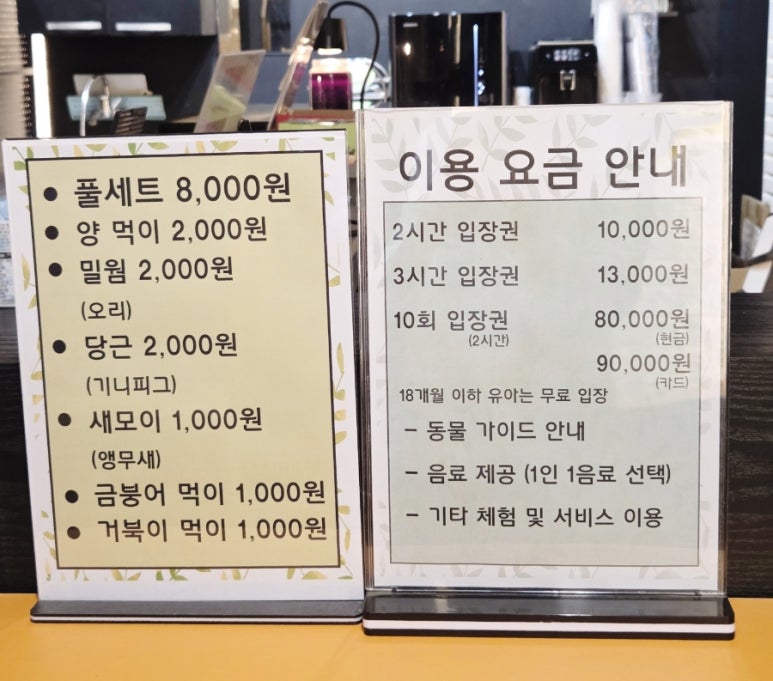 풀세트 8,000원
양 먹이 2,000원
밀웜 2,000원
(오리)
당근 2,000원
(기니피그)
새모이 1,000원
(앵무새)
금붕어 먹이 1,000원
거북이 먹이 1,000원
이용 요금 안내
2시간 입장권 10,000원
3시간 입장권 13,000원
10회 입장권 80,000원
(2시간) (현금)
90,000원
(카드)
18개월 이하 유아는 무료 입장
- 동물 가이드 안내
- 음료 제공 (1인 1음료 선택)
- 기타 체험 및 서비스 이용